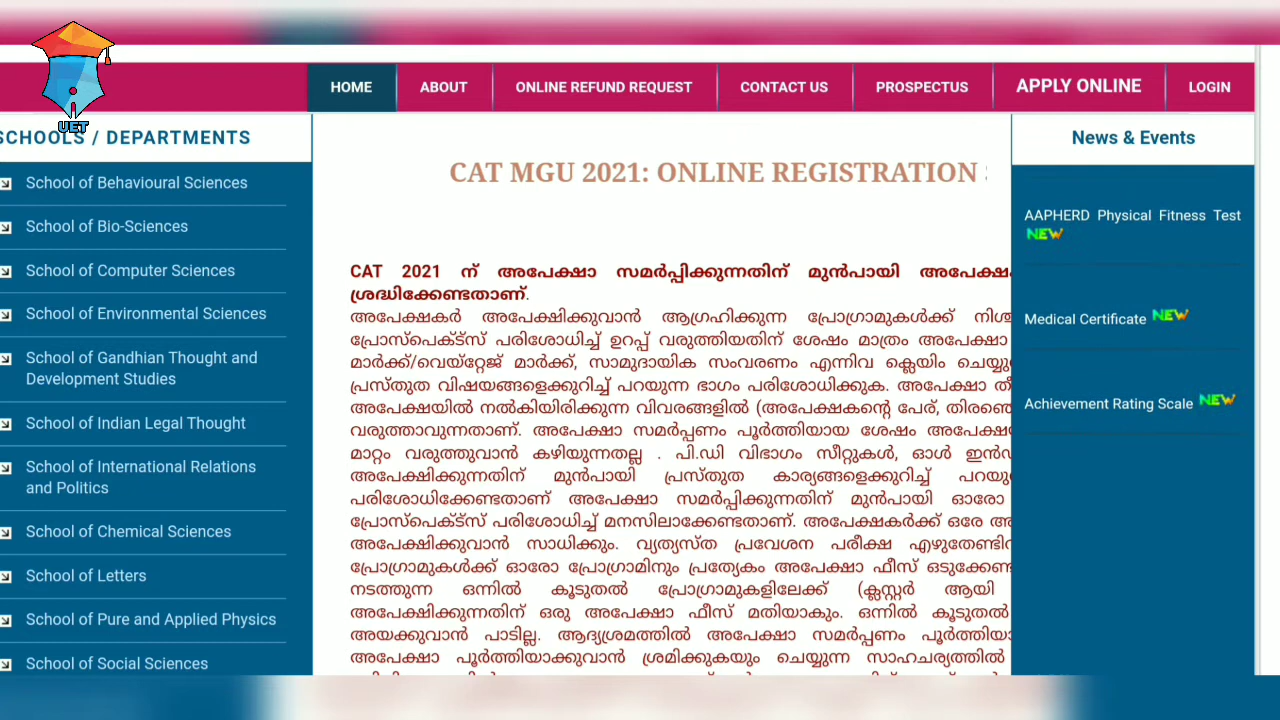 HOME
ABOUT
ONLINE REFUND REQUEST
CONTACT US
PROSPECTUS
APPLY ONLINE
LOGIN
UET
SCHOOLS / DEPARTMENTS
School of Behavioural Sciences
School of Bio-Sciences
School of Computer Sciences
School of Environmental Sciences
School of Gandhian Thought and
Development Studies
School of Indian Legal Thought
School of International Relations
and Politics
School of Chemical Sciences
School of Letters
School of Pure and Applied Physics
School of Social Sciences
CAT MGU 2021: ONLINE REGISTRATION
CAT 2021 ന് അപേക്ഷാ സമർപ്പിക്കുന്നതിന് മുൻപായി
ശ്രദ്ധിക്കേണ്ടതാണ്.
അപേക്ഷകർ അപേക്ഷിക്കുവാൻ ആഗ്രഹിക്കുന്ന പ്രോഗ്രാമുകൾക്ക്
പ്രോസ്പെക്ട്സ് പരിശോധിച്ച് ഉറപ്പ് വരുത്തിയതിന് ശേഷം മാത്രം അപേക്ഷാ
മാർക്ക്/വെയ്റ്റേജ് മാർക്ക്, സാമുദായിക സംവരണം എന്നിവ ക്ലെയിം
പ്രസ്തുത വിഷയങ്ങളെക്കുറിച്ച് പറയുന്ന ഭാഗം പരിശോധിക്കുക. അപേക്ഷാ
അപേക്ഷയിൽ നൽകിയിരിക്കുന്ന വിവരങ്ങളിൽ (അപേക്ഷകന്റെ പേര്,
വരുത്താവുന്നതാണ്. അപേക്ഷാ സമർപ്പണം പൂർത്തിയായ ശേഷം
മാറ്റം വരുത്തുവാൻ കഴിയുന്നതല്ല . പി.ഡി വിഭാഗം സീറ്റുകൾ, ഓൾ
അപേക്ഷിക്കുന്നതിന് മുൻപായി പ്രസ്തുത കാര്യങ്ങളെക്കുറിച്ച്
പരിശോധിക്കേണ്ടതാണ് അപേക്ഷാ സമർപ്പിക്കുന്നതിന് മുൻപായി ഓരോ
പ്രോസ്പെക്ട്സ് പരിശോധിച്ച് മനസിലാക്കേണ്ടതാണ്. അപേക്ഷകർക്ക് ഒരേ
അപേക്ഷിക്കുവാൻ സാധിക്കും. വ്യത്യസ്ത പ്രവേശന പരീക്ഷ
പ്രോഗ്രാമുകൾക്ക് ഓരോ പ്രോഗ്രാമിനും പ്രത്യേകം അപേക്ഷാ ഫീസ്
നടത്തുന്ന ഒന്നിൽ കൂടുതൽ പ്രോഗ്രാമുകളിലേക്ക് (ക്ലസ്റ്റർ ആയി
അപേക്ഷിക്കുന്നതിന് ഒരു അപേക്ഷാ ഫീസ് മതിയാകും. ഒന്നിൽ കൂടുതൽ
അയക്കുവാൻ പാടില്ല. ആദ്യശ്രമത്തിൽ അപേക്ഷാ സമർപ്പണം
അപേക്ഷാ പൂർത്തിയാക്കുവാൻ ശ്രമിക്കുകയും ചെയ്യുന്ന സാഹചര്യത്തിൽ
News & Events
AAPHERD Physical Fitness Test
NEW
Medical Certificate NEW
Achievement Rating Scale NEW